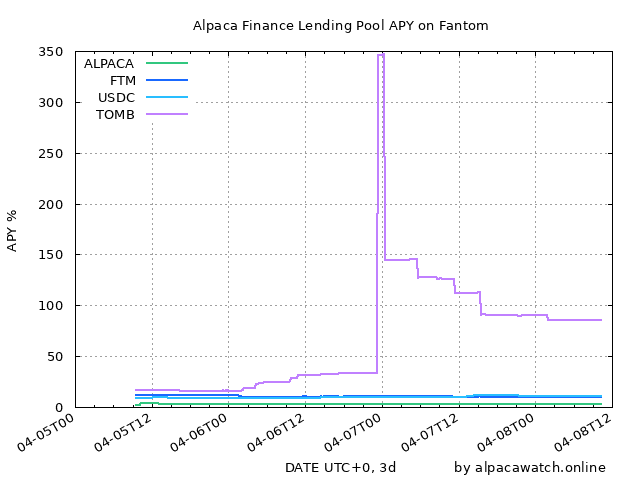 Alpaca Finance Lending Pool APY on Fantom
350
300
250
200
150
100
50
0
APY %
ALPACA
FTM
USDC
TOMB
04-05T00
04-05T12
04-06T00
04-06T12
04-07T00
04-07T12
04-08T00
04-08T12
DATE UTC+0, 3d
by alpacawatch.online